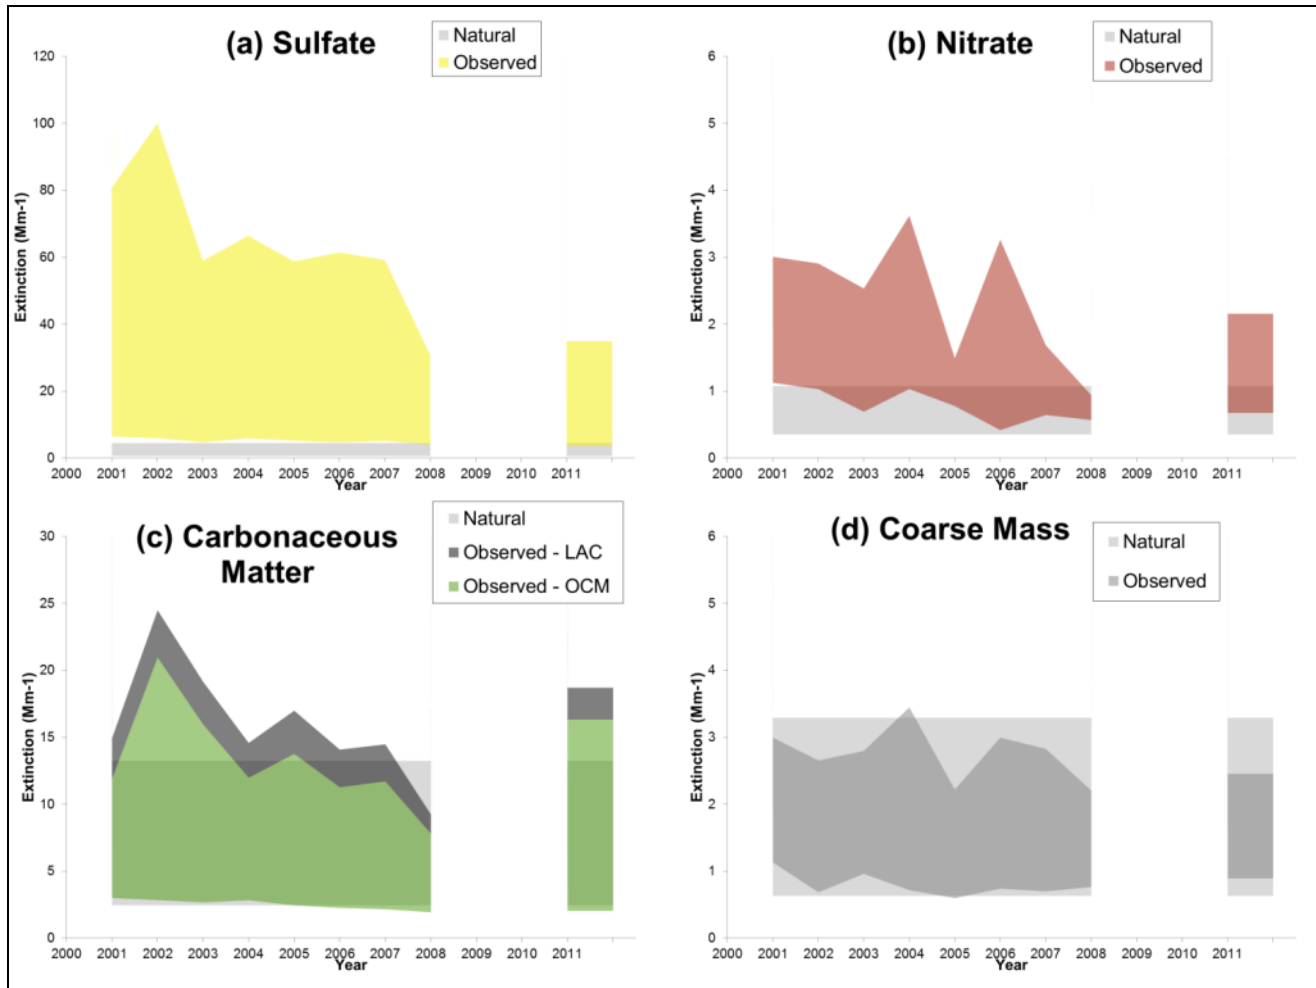 (a) Sulfate
Natural
Observed
120
100
80
60
40
20
0
Extinction (Mm-1)
2000 2001 2002 2003 2004 2005 2006 2007 2008 2009 2010 2011
Year
(b) Nitrate
Natural
Observed
6
5
4
3
2
1
0
Extinction (Mm-1)
2000 2001 2002 2003 2004 2005 2006 2007 2008 2009 2010 2011
Year
(c) Carbonaceous
Matter
Natural
Observed - LAC
Observed - OCM
30
25
20
15
10
5
0
Extinction (Mm-1)
2000 2001 2002 2003 2004 2005 2006 2007 2008 2009 2010 2011
Year
(d) Coarse Mass
Natural
Observed
6
5
4
3
2
1
0
Extinction (Mm-1)
2000 2001 2002 2003 2004 2005 2006 2007 2008 2009 2010 2011
Year